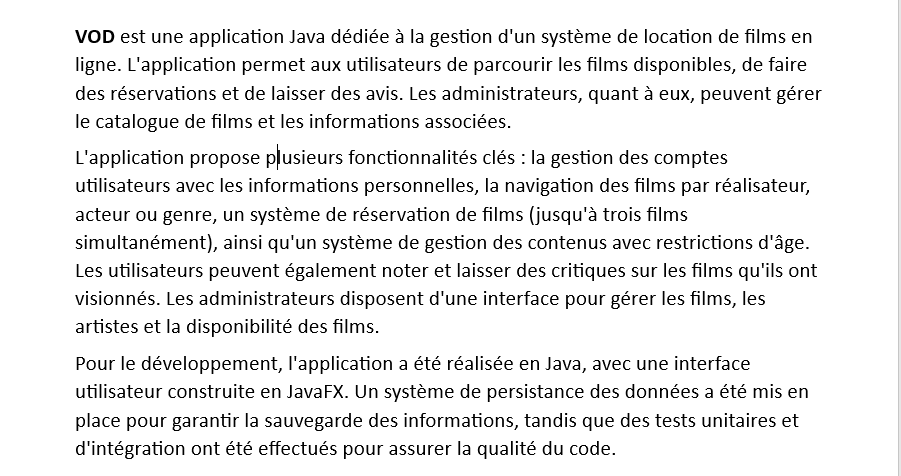 VOD est une application Java dédiée à la gestion d'un système de location de films en
ligne. L'application permet aux utilisateurs de parcourir les films disponibles, de faire
des réservations et de laisser des avis. Les administrateurs, quant à eux, peuvent gérer
le catalogue de films et les informations associées.
L'application propose plusieurs fonctionnalités clés : la gestion des comptes
utilisateurs avec les informations personnelles, la navigation des films par réalisateur,
acteur ou genre, un système de réservation de films (jusqu'à trois films
simultanément), ainsi qu'un système de gestion des contenus avec restrictions d'âge.
Les utilisateurs peuvent également noter et laisser des critiques sur les films qu'ils ont
visionnés. Les administrateurs disposent d'une interface pour gérer les films, les
artistes et la disponibilité des films.
Pour le développement, l'application a été réalisée en Java, avec une interface
utilisateur construite en JavaFX. Un système de persistance des données a été mis en
place pour garantir la sauvegarde des informations, tandis que des tests unitaires et
d'intégration ont été effectués pour assurer la qualité du code.